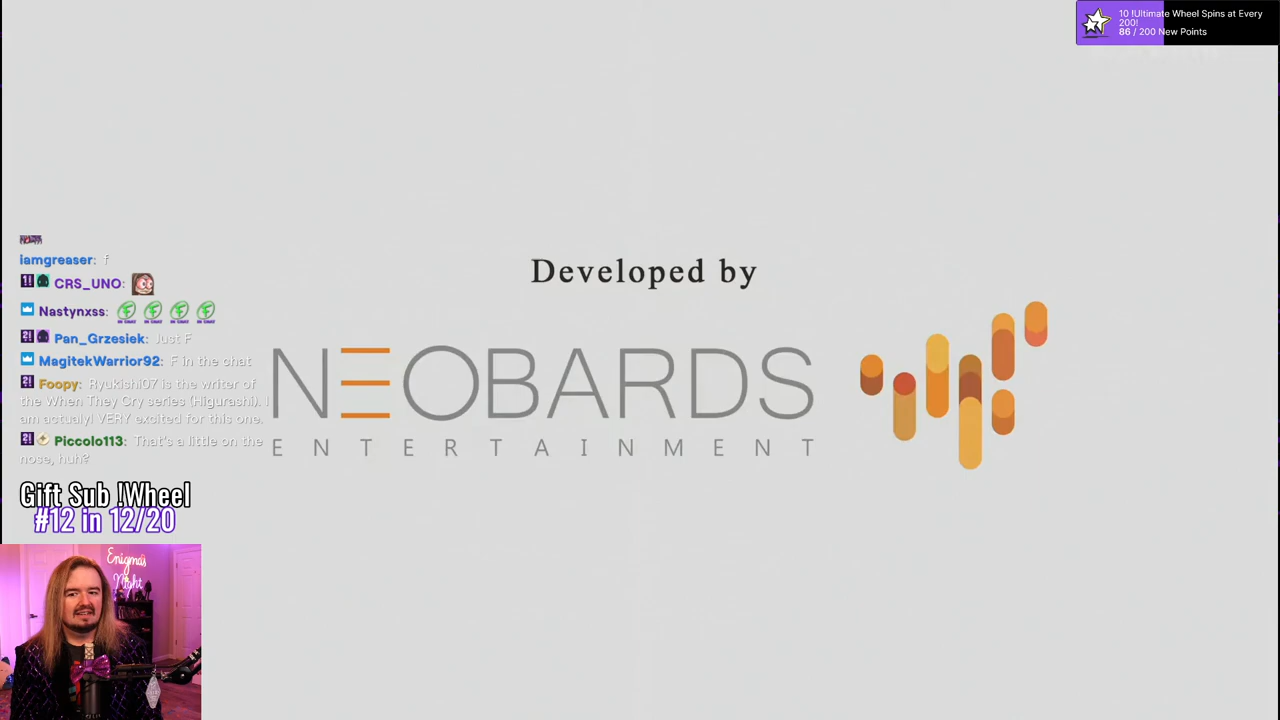 10 !Ultimate Wheel Spins at Every
200!
86 / 200 New Points
Developed by
NEOBARDS
ENTERTAINMENT
iamgreaser: f
CRS_UNO:
Nastynxss:
Pan_Grzesiek: Just F
MagitekWarrior92: F in the chat
Foopy: Ryukishi07 is the writer of
the When They Cry series (Higurashi). I
am actualy! VERY excited for this one.
Piccolo113: That's a little on the
nose, huh?
Gift Sub !Wheel
#12 in 12/20
Enigma's
Night